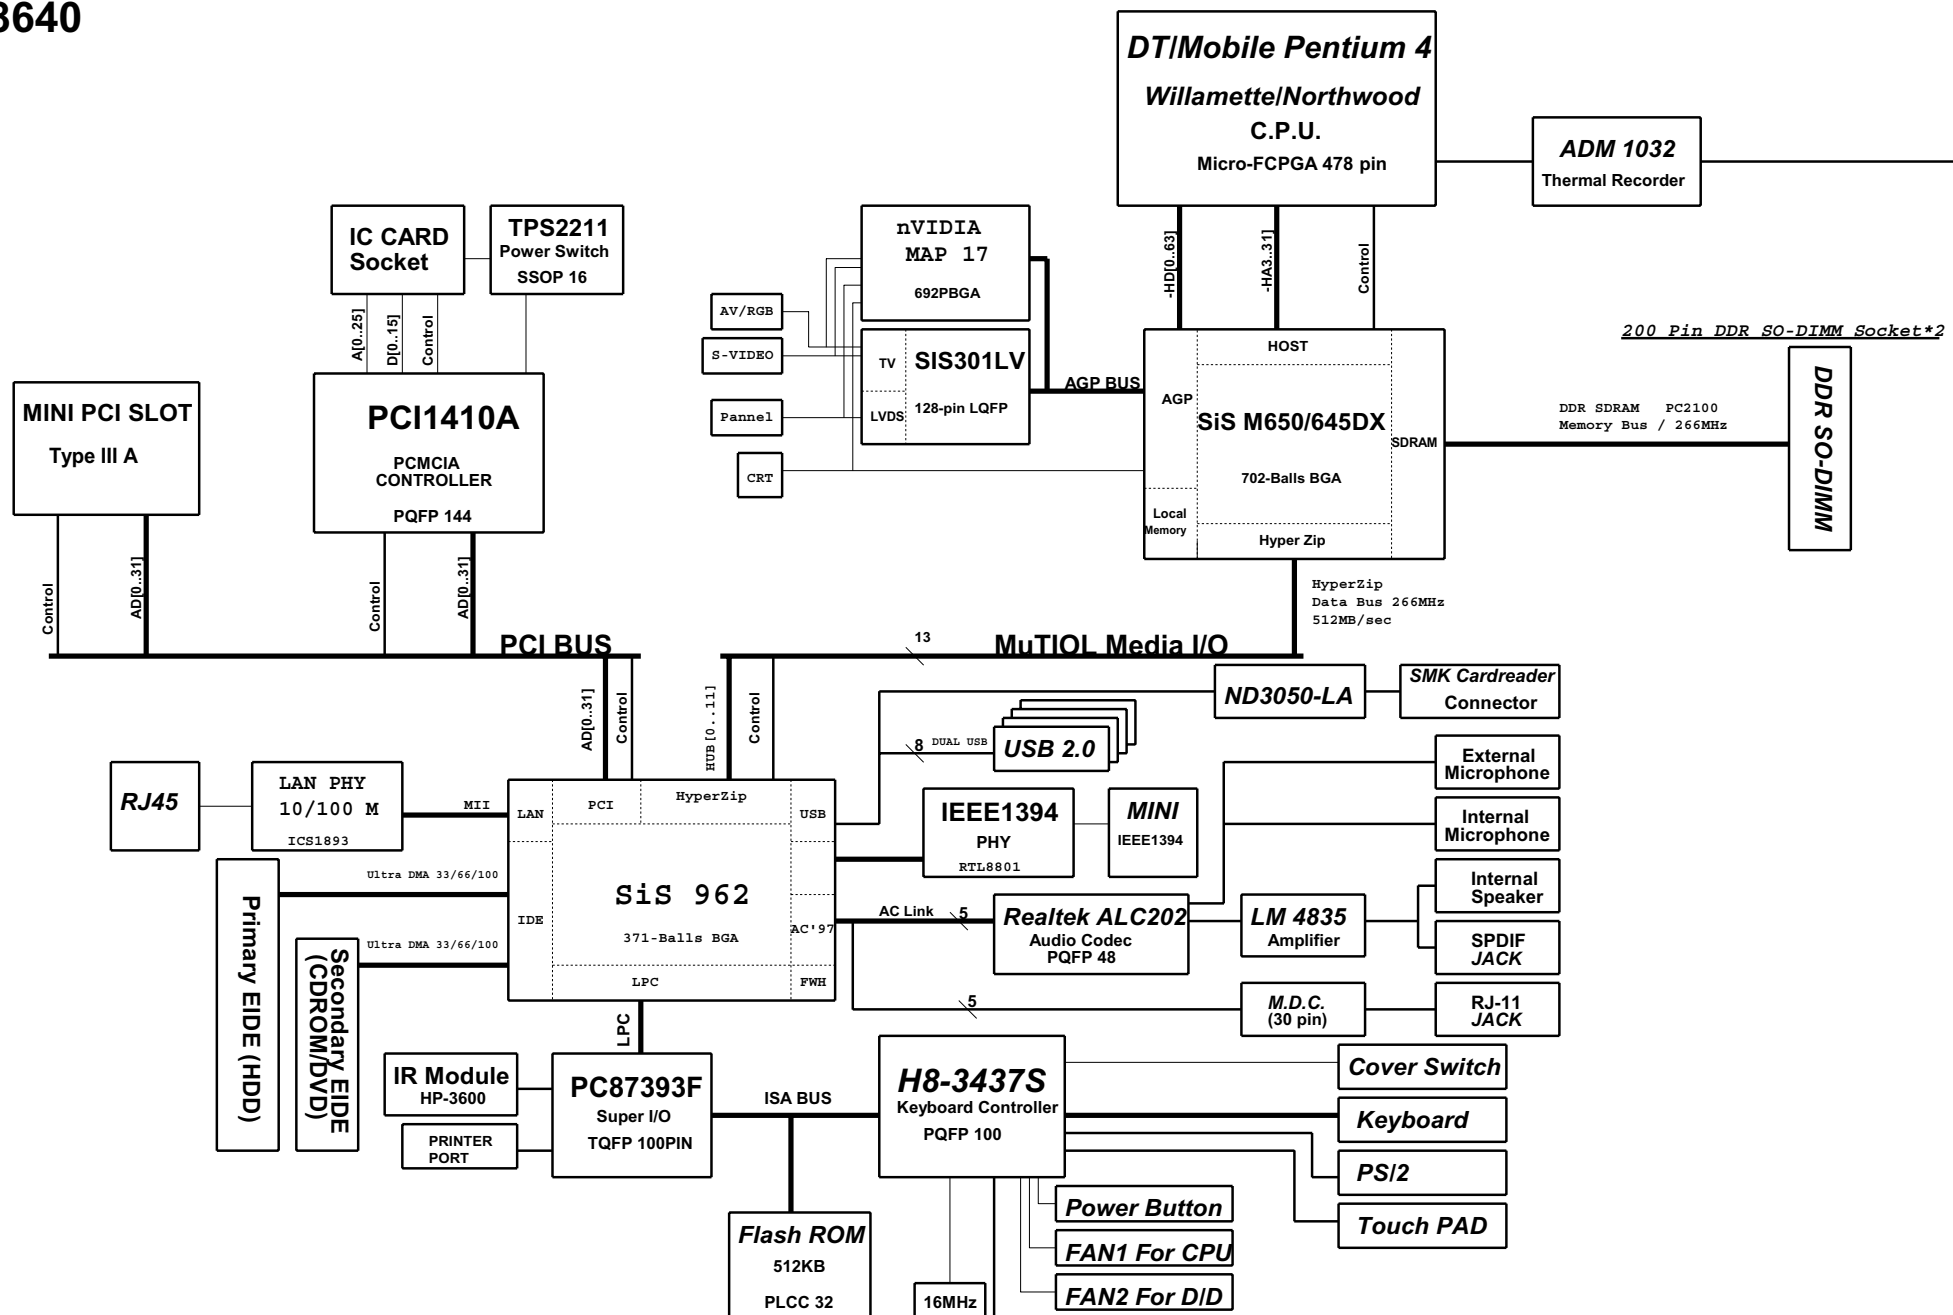 3640
DT/Mobile Pentium 4
Willamette/Northwood
C.P.U.
Micro-FCPGA 478 pin
ADM 1032
Thermal Recorder
IC CARD
Socket
TPS2211
Power Switch
SSOP 16
nVIDIA
MAP 17
692PBGA
-HD[0..63]
-HA3..31]
Control
A[0..25]
D[0..15]
Control
AV/RGB
S-VIDEO
Pannel
CRT
TV
LVDS
SIS301LV
128-pin LQFP
AGP BUS
HOST
AGP
SiS M650/645DX
SDRAM
702-Balls BGA
Local
Memory
Hyper Zip
200 Pin DDR SO-DIMM Socket*2
DDR SDRAM PC2100
Memory Bus / 266MHz
DDR SO-DIMM
MINI PCI SLOT
Type III A
PCI1410A
PCMCIA
CONTROLLER
PQFP 144
Control
AD[0..31]
Control
AD[0..31]
HyperZip
Data Bus 266MHz
512MB/sec
PCI BUS
13
MuTIOL Media I/O
AD[0..31]
Control
HUB[0..11]
Control
ND3050-LA
SMK Cardreader
Connector
8
DUAL USB
USB 2.0
External
Microphone
Internal
Microphone
RJ45
LAN PHY
10/100 M
ICS1893
MII
LAN
PCI
HyperZip
USB
IEEE1394
PHY
RTL8801
MINI
IEEE1394
Ultra DMA 33/66/100
Ultra DMA 33/66/100
Primary EIDE (HDD)
Secondary EIDE
(CDROM/DVD)
IDE
SiS 962
371-Balls BGA
AC'97
LPC
FWH
AC Link
5
Realtek ALC202
Audio Codec
PQFP 48
LM 4835
Amplifier
Internal
Speaker
SPDIF
JACK
5
M.D.C.
(30 pin)
RJ-11
JACK
LPC
IR Module
HP-3600
PRINTER
PORT
PC87393F
Super I/O
TQFP 100PIN
ISA BUS
H8-3437S
Keyboard Controller
PQFP 100
Cover Switch
Keyboard
PS/2
Touch PAD
Power Button
FAN1 For CPU
FAN2 For D/D
Flash ROM
512KB
PLCC 32
16MHz